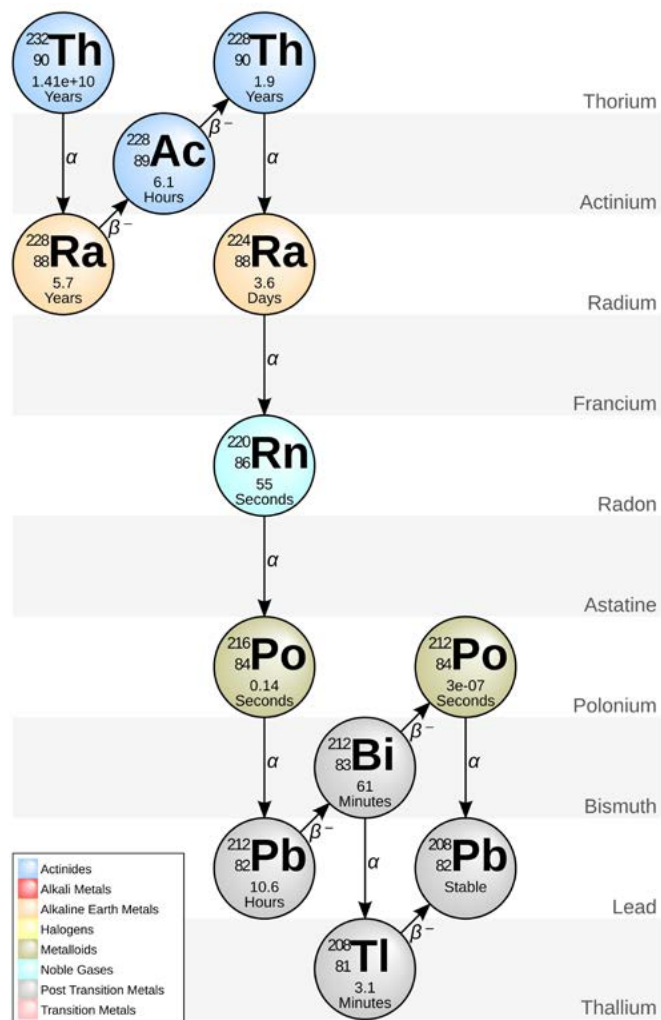 232
90
Th
1.41e+10
Years
228
90
Th
1.9
Years
Thorium
α
β⁻
α
228
89
Ac
6.1
Hours
Actinium
β⁻
228
88
Ra
5.7
Years
224
88
Ra
3.6
Days
Radium
α
Francium
220
86
Rn
55
Seconds
Radon
α
Astatine
216
84
Po
0.14
Seconds
212
84
Po
3e-07
Seconds
Polonium
β⁻
α
α
212
83
Bi
61
Minutes
Bismuth
β⁻
212
82
Pb
10.6
Hours
α
208
82
Pb
Stable
Lead
β⁻
208
81
Tl
3.1
Minutes
Thallium
Actinides
Alkali Metals
Alkaline Earth Metals
Halogens
Metalloids
Noble Gases
Post Transition Metals
Transition Metals